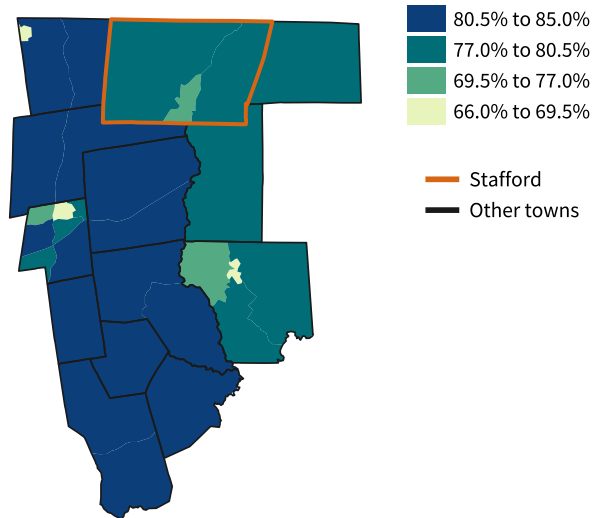 80.5% to 85.0%
77.0% to 80.5%
69.5% to 77.0%
66.0% to 69.5%
Stafford
Other towns